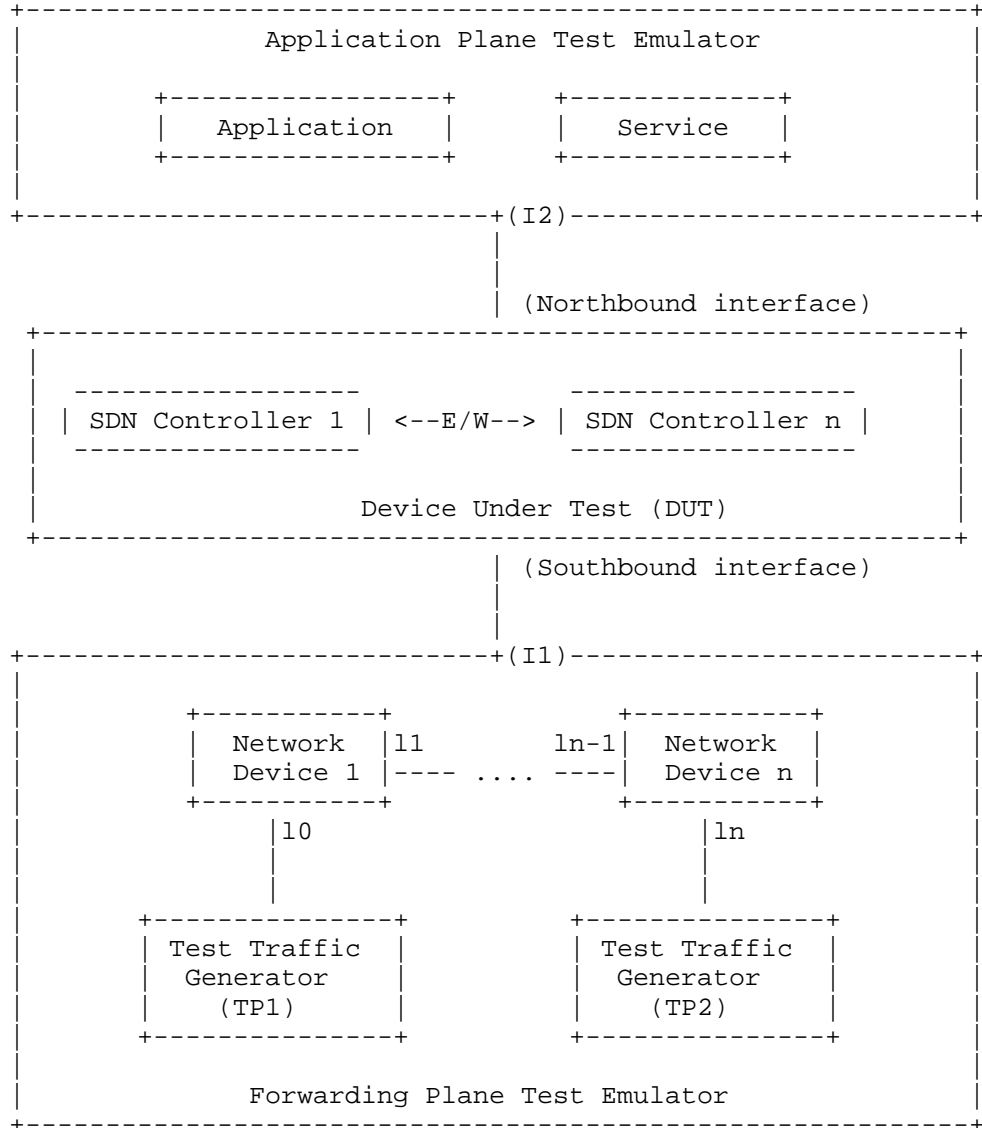 Application Plane Test Emulator
Application Service
(I2)
(Northbound interface)
SDN Controller 1 <--E/W--> SDN Controller n
Device Under Test (DUT)
(Southbound interface)
(I1)
Network l1 ln-1 Network
Device 1 ---- .... ---- Device n
l0 ln
Test Traffic Test Traffic
Generator Generator
(TP1) (TP2)
Forwarding Plane Test Emulator